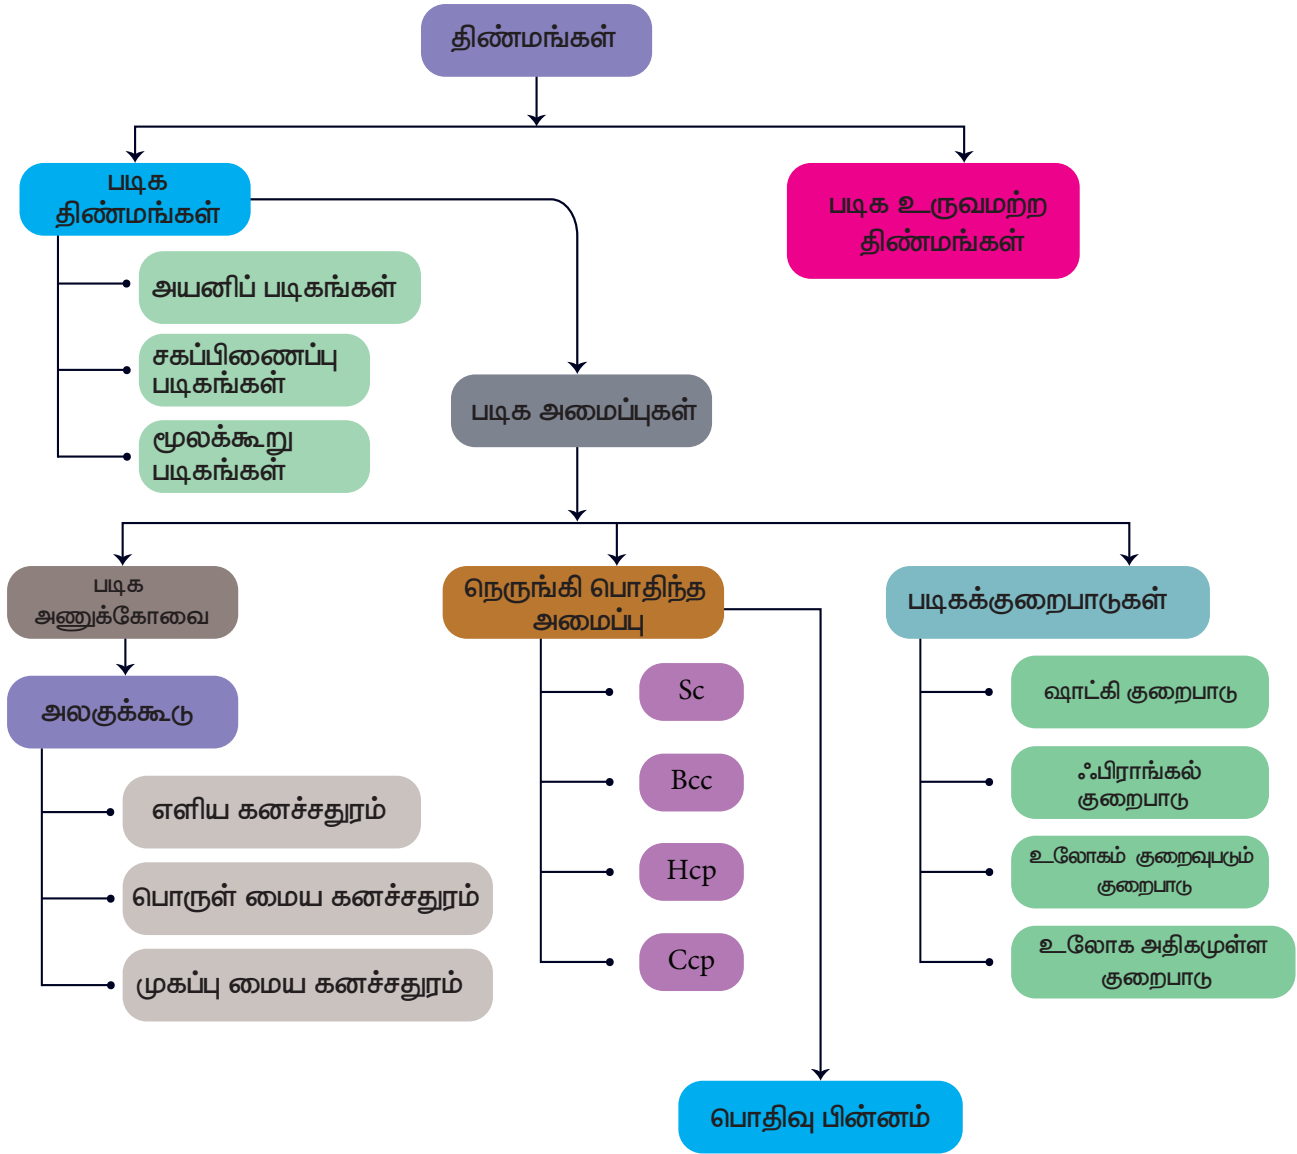 திண்மங்கள்
படிக
திண்மங்கள்
படிக உருவமற்ற
திண்மங்கள்
அயனிப் படிகங்கள்
சகப்பிணைப்பு
படிகங்கள்
மூலக்கூறு
படிகங்கள்
படிக அமைப்புகள்
படிக
அணுக்கோவை
அலகுக்கூடு
எளிய கனச்சதுரம்
பொருள் மைய கனச்சதுரம்
முகப்பு மைய கனச்சதுரம்
நெருங்கி பொதிந்த
அமைப்பு
Sc
Bcc
Hcp
Ccp
பொதிவு பின்னம்
படிகக்குறைபாடுகள்
ஷாட்கி குறைபாடு
ஃபிராங்கல்
குறைபாடு
உலோகம் குறைவுபடும்
குறைபாடு
உலோக அதிகமுள்ள
குறைபாடு